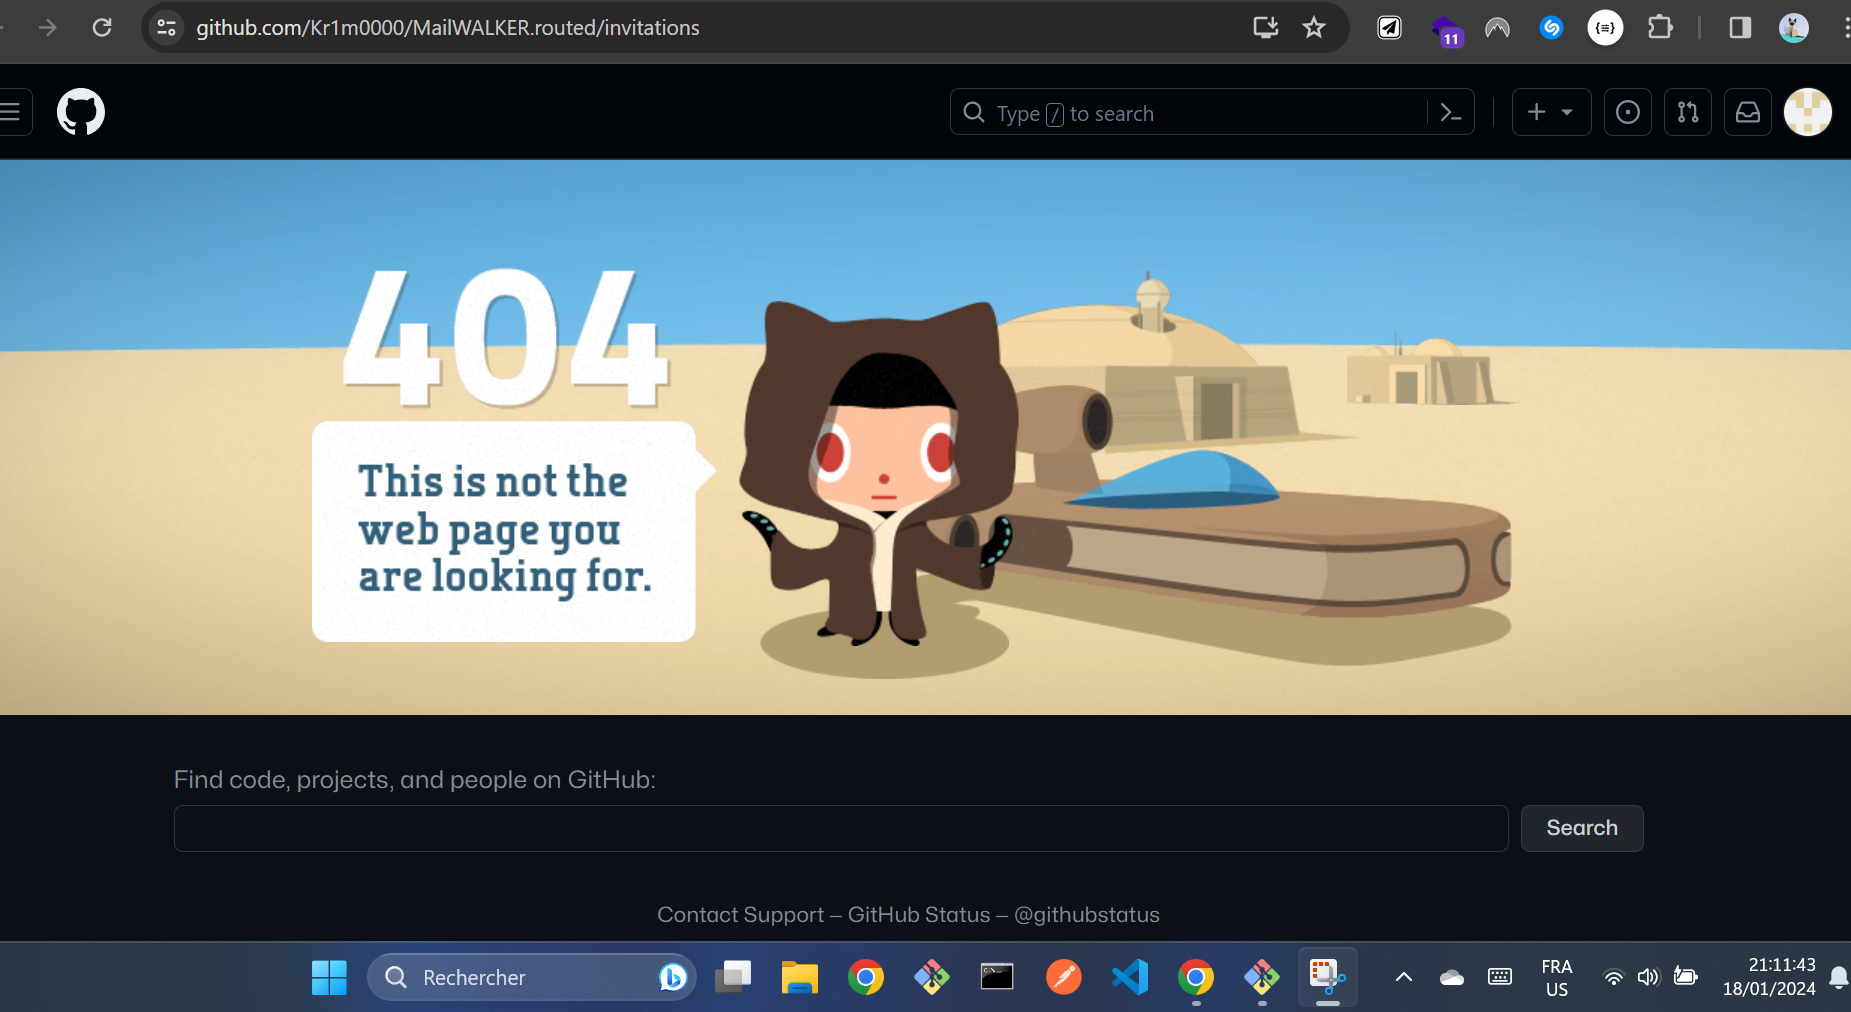 github.com/Kr1m0000/MailWALKER.routed/invitations
11
{≡}
Type / to search
404
This is not the
web page you
are looking for.
Find code, projects, and people on GitHub:
Search
Contact Support — GitHub Status — @githubstatus
Rechercher
FRA
US
21:11:43
18/01/2024